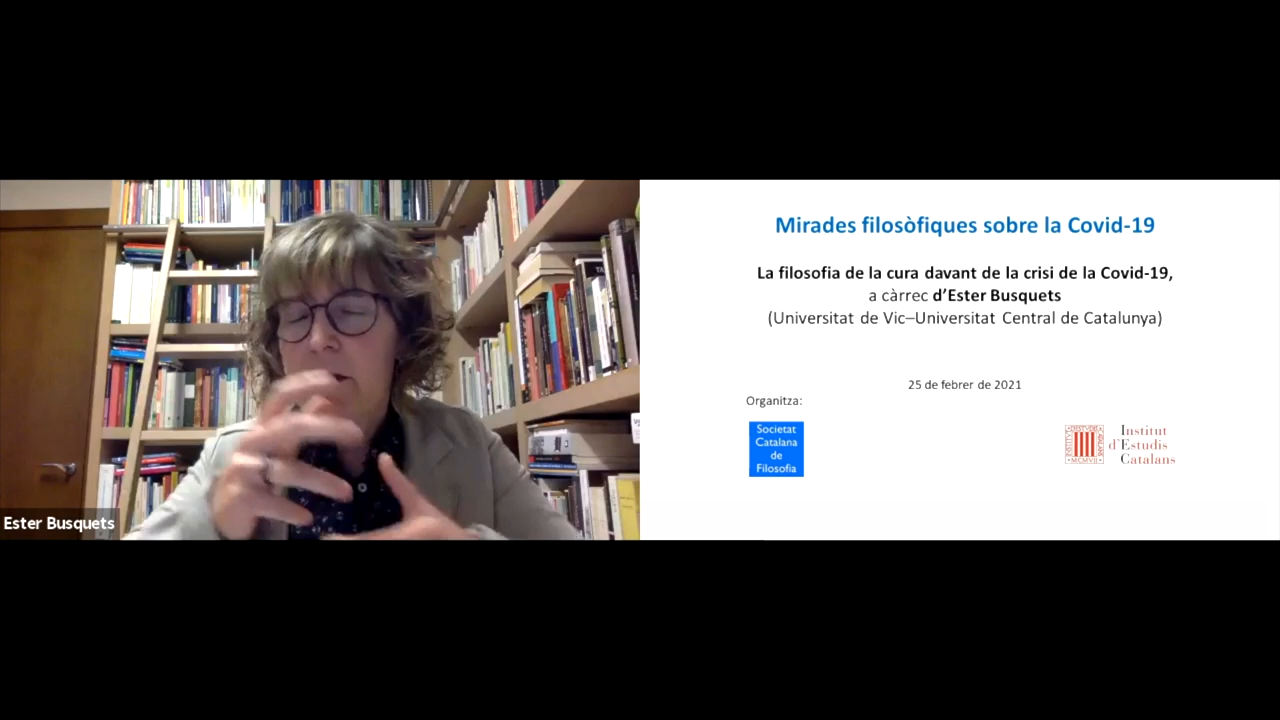 Ester Busquets
Mirades filosòfiques sobre la Covid-19
La filosofia de la cura davant de la crisi de la Covid-19,
a càrrec d’Ester Busquets
(Universitat de Vic–Universitat Central de Catalunya)
25 de febrer de 2021
Organitza:
Societat
Catalana
de
Filosofia
Institut
d'Estudis
Catalans